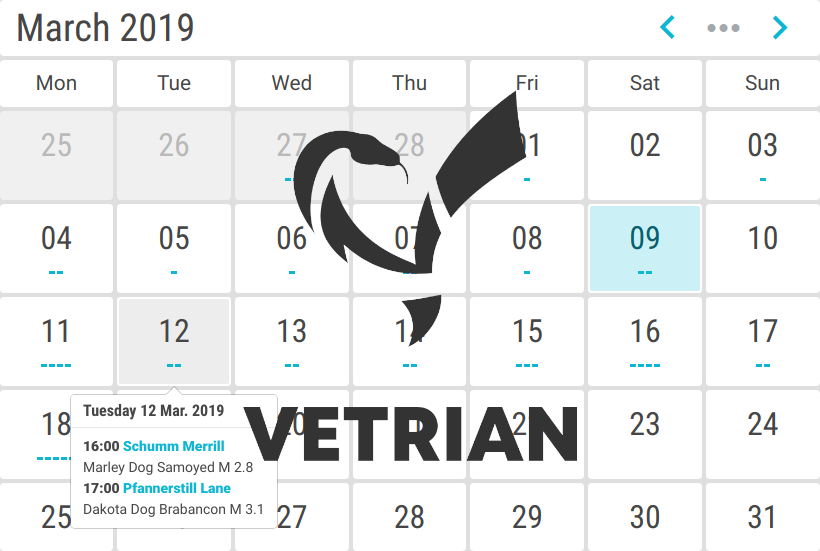 March 2019
Mon Tue Wed Thu Fri Sat Sun
25 26 27 28 01 02 03
04 05 06 07 08 09 10
11 12 13 14 15 16 17
18 20 23 24
Tuesday 12 Mar. 2019
VETRIAN
16:00 Schumm Merrill
Marley Dog Samoyed M 2.8
17:00 Pfannerstill Lane
Dakota Dog Brabancon M 3.1
25 27 28 29 30 31